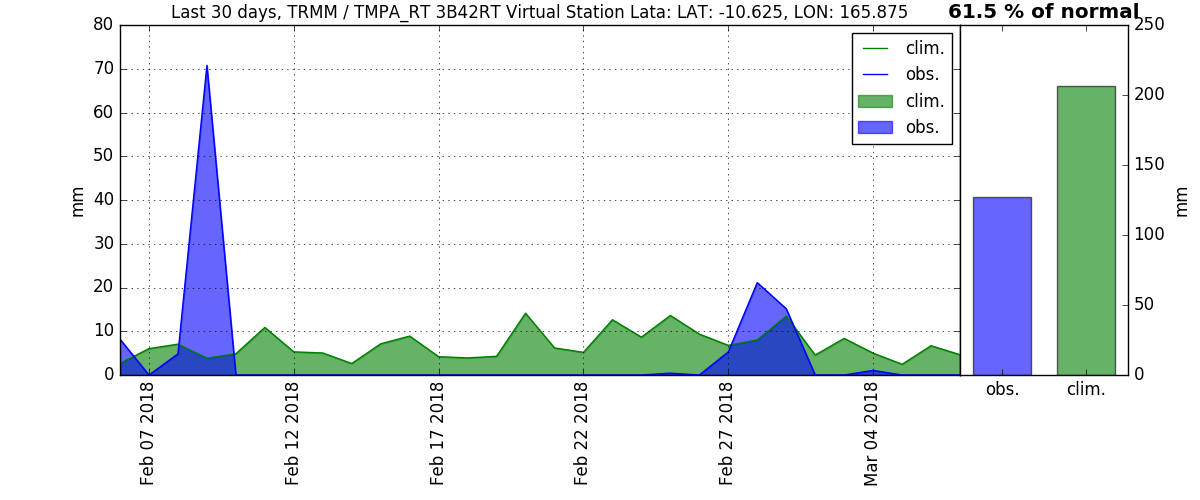 Last 30 days, TRMM / TMPA_RT 3B42RT Virtual Station Lata: LAT: -10.625, LON: 165.875
61.5 % of normal
80
70
60
50
40
30
20
10
0
mm
clim.
obs.
clim.
obs.
Feb 07 2018
Feb 12 2018
Feb 17 2018
Feb 22 2018
Feb 27 2018
Mar 04 2018
250
200
150
100
50
0
mm
obs.
clim.